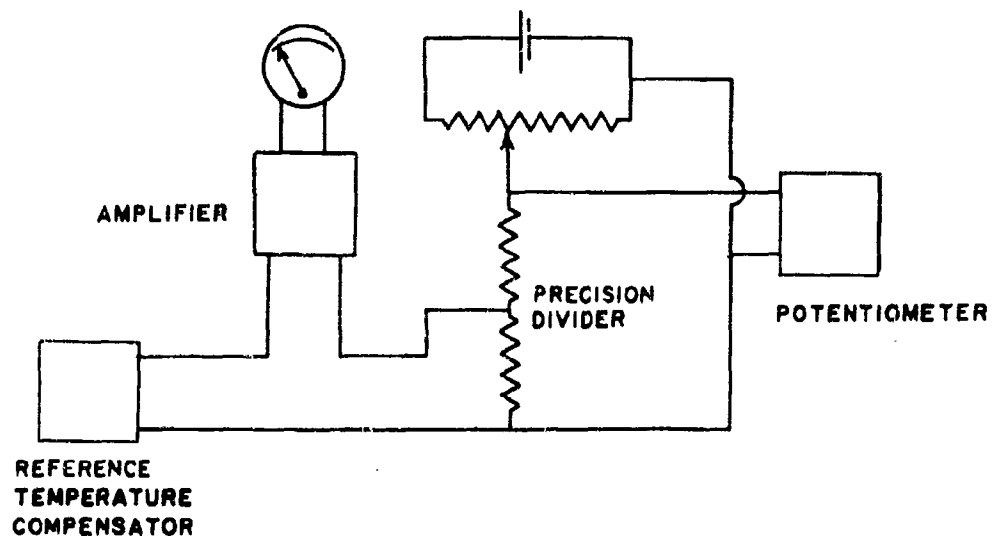 AMPLIFIER
PRECISION
DIVIDER
POTENTIOMETER
REFERENCE
TEMPERATURE
COMPENSATOR